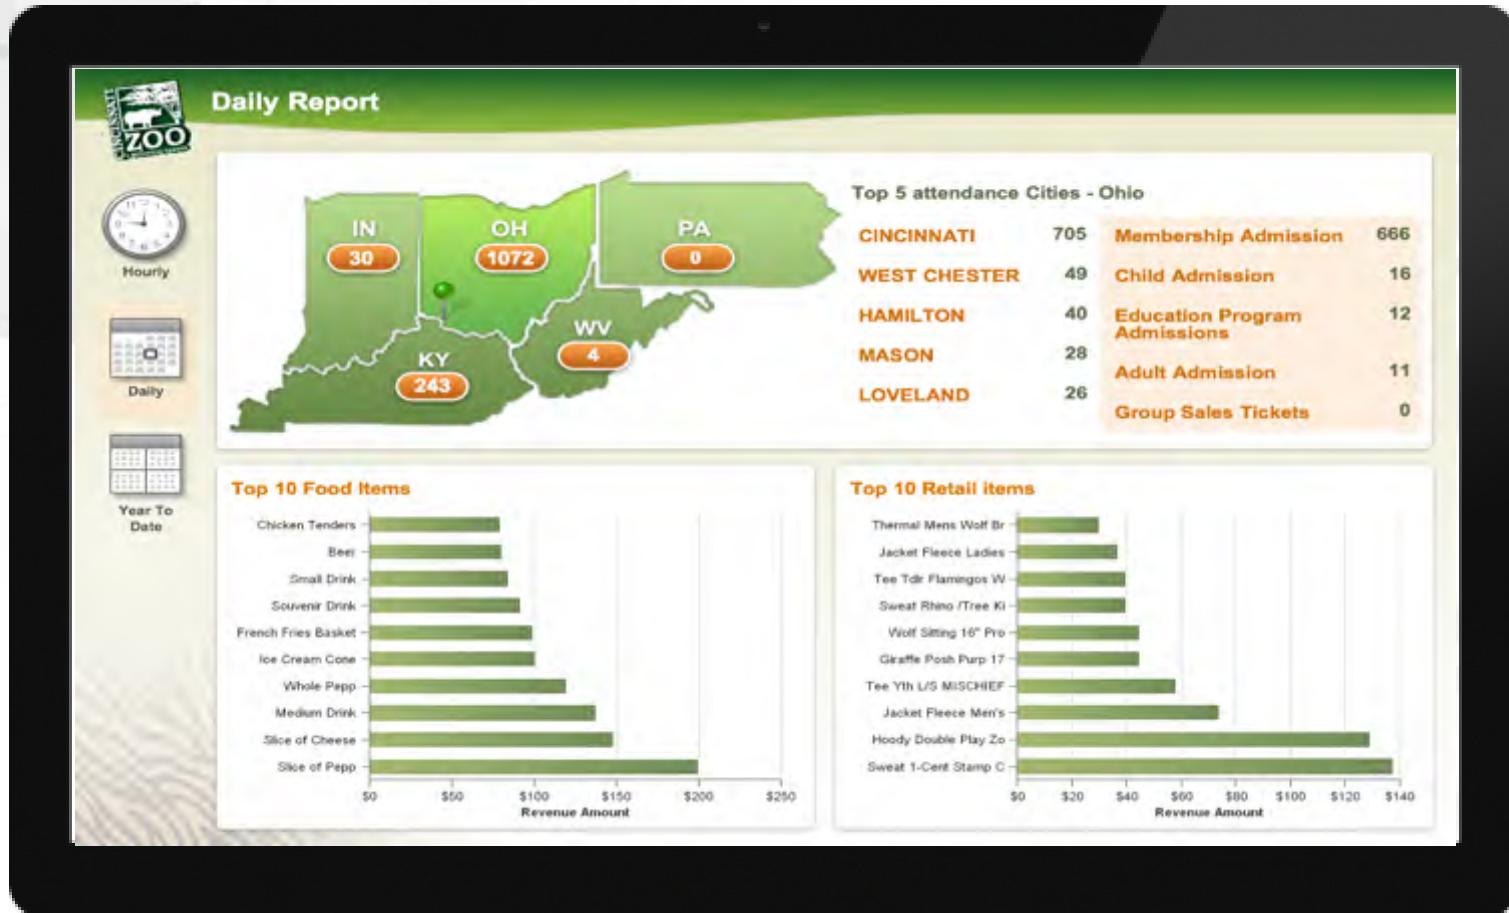 CINCINNATI
ZOO
Daily Report
Hourly
Daily
Year To
Date
IN
30
OH
1072
PA
0
KY
243
WV
4
Top 5 attendance Cities - Ohio
CINCINNATI 705
WEST CHESTER 49
HAMILTON 40
MASON 28
LOVELAND 26
Membership Admission 666
Child Admission 16
Education Program 12
Admissions
Adult Admission 11
Group Sales Tickets 0
Top 10 Food Items
Chicken Tenders
Beer
Small Drink
Souvenir Drink
French Fries Basket
Ice Cream Cone
Whole Pepp
Medium Drink
Slice of Cheese
Slice of Pepp
$0 $50 $100 $150 $200 $250
Revenue Amount
Top 10 Retail items
Thermal Mens Wolf Br
Jacket Fleece Ladies
Tee Tdlr Flamingos W
Sweat Rhino /Tree Ki
Wolf Sitting 16" Pro
Giraffe Posh Purp 17
Tee Yth L/S MISCHIEF
Jacket Fleece Men's
Hoody Double Play Zo
Sweat 1-Cent Stamp C
$0 $20 $40 $60 $80 $100 $120 $140
Revenue Amount